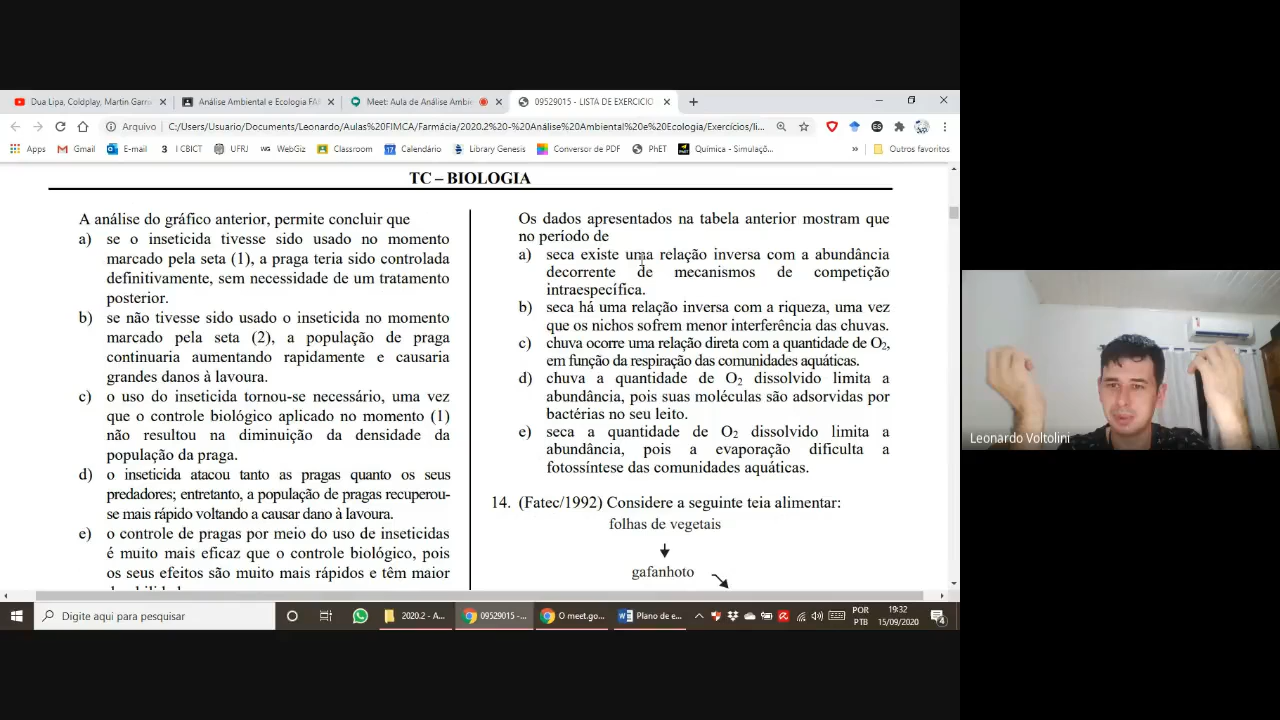 Dua Lipa, Coldplay, Martin Garri
Análise Ambiental e Ecologia FA
Meet: Aula de Análise Ambie
09529015 - LISTA DE EXERCICIO
Arquivo
C:/Users/Usuario/Documents/Leonardo/Aulas%20FIMCA/Farmácia/2020.2%20-%20Análise%20Ambiental%20e%20Ecologia/Exercícios/li...
Apps
Gmail
E-mail
I CBICT
UFRJ
WebGiz
Classroom
Calendário
Library Genesis
Conversor de PDF
PhET
Química - Simulaçõ...
»
Outros favoritos
TC – BIOLOGIA
A análise do gráfico anterior, permite concluir que
a) se o inseticida tivesse sido usado no momento
marcado pela seta (1), a praga teria sido controlada
definitivamente, sem necessidade de um tratamento
posterior.
b) se não tivesse sido usado o inseticida no momento
marcado pela seta (2), a população de praga
continuaria aumentando rapidamente e causaria
grandes danos à lavoura.
c) o uso do inseticida tornou-se necessário, uma vez
que o controle biológico aplicado no momento (1)
não resultou na diminuição da densidade da
população da praga.
d) o inseticida atacou tanto as pragas quanto os seus
predadores; entretanto, a população de pragas recuperou-
se mais rápido voltando a causar dano à lavoura.
e) o controle de pragas por meio do uso de inseticidas
é muito mais eficaz que o controle biológico, pois
os seus efeitos são muito mais rápidos e têm maior
Os dados apresentados na tabela anterior mostram que
no período de
a) seca existe uma relação inversa com a abundância
decorrente de mecanismos de competição
intraespecífica.
b) seca há uma relação inversa com a riqueza, uma vez
que os nichos sofrem menor interferência das chuvas.
c) chuva ocorre uma relação direta com a quantidade de O₂,
em função da respiração das comunidades aquáticas.
d) chuva a quantidade de O₂ dissolvido limita a
abundância, pois suas moléculas são adsorvidas por
bactérias no seu leito.
e) seca a quantidade de O₂ dissolvido limita a
abundância, pois a evaporação dificulta a
fotossíntese das comunidades aquáticas.
14. (Fatec/1992) Considere a seguinte teia alimentar:
folhas de vegetais
gafanhoto
Leonardo Voltolini
Digite aqui para pesquisar
2020.2 - A...
09529015 -...
O meet.go...
Plano de e...
POR
PTB
19:32
15/09/2020
4